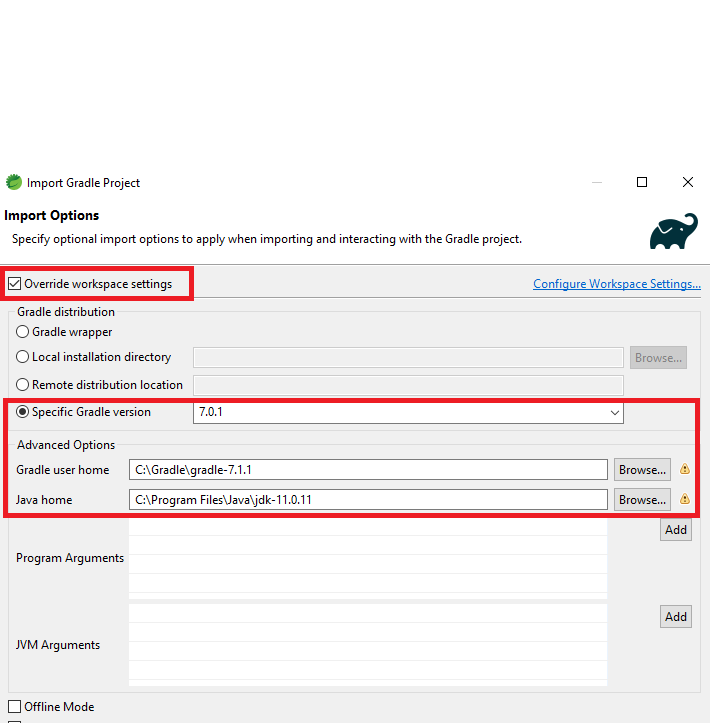 Import Gradle Project
Import Options
Specify optional import options to apply when importing and interacting with the Gradle project.
Override workspace settings
Configure Workspace Settings...
Gradle distribution
Gradle wrapper
Local installation directory
Browse...
Remote distribution location
Specific Gradle version
7.0.1
Advanced Options
Gradle user home
C:\Gradle\gradle-7.1.1
Browse...
Java home
C:\Program Files\Java\jdk-11.0.11
Browse...
Add
Program Arguments
Add
JVM Arguments
Offline Mode